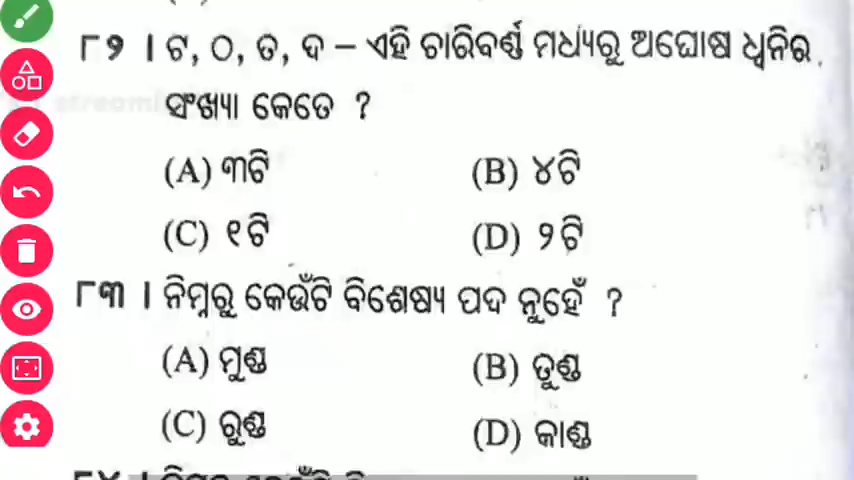 ୮୨ । ଟ, ଠ, ତ, ଦ – ଏହି ଚାରିବର୍ଣ୍ଣ ମଧ୍ୟରୁ ଅଘୋଷ ଧ୍ୱନିର
ସଂଖ୍ୟା କେତେ ?
(A) ୩ଟି (B) ୪ଟି
(C) ୧ଟି (D) ୨ଟି
୮୩ । ନିମ୍ନରୁ କେଉଁଟି ବିଶେଷ୍ୟ ପଦ ନୁହେଁ ?
(A) ମୁଣ୍ଡ (B) ତୁଣ୍ଡ
(C) ରୁଣ୍ଡ (D) କାଣ୍ଡ